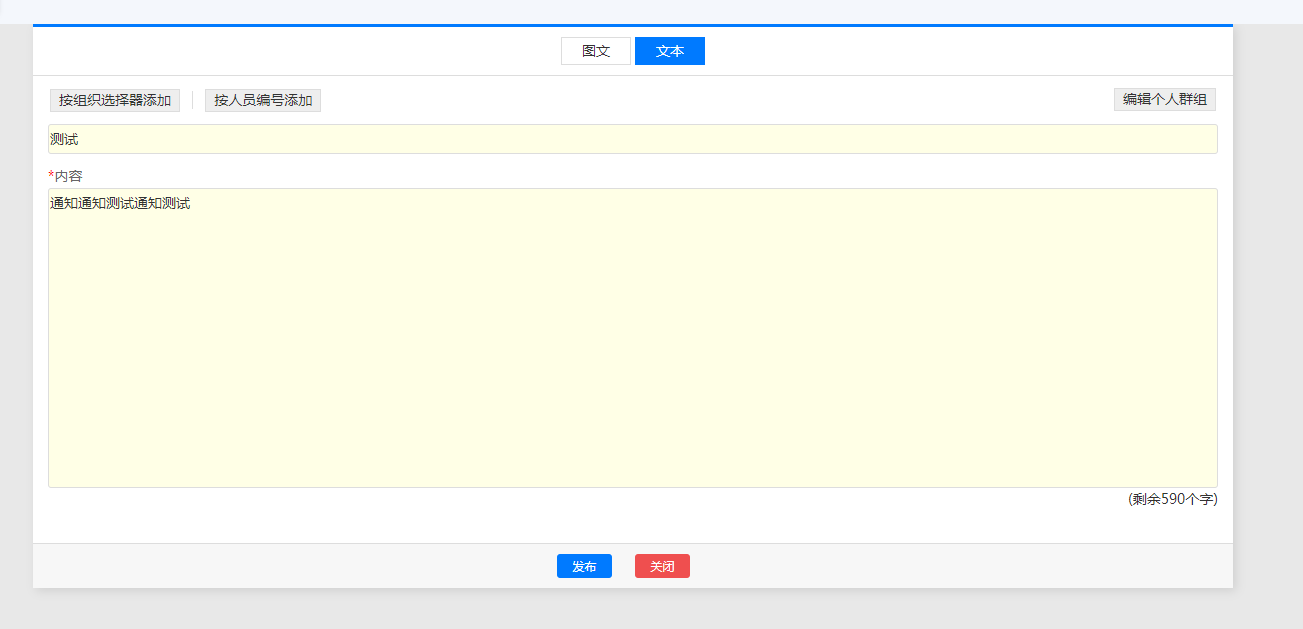 图文 文本
按组织选择器添加 按人员编号添加 编辑个人群组
测试
*内容
通知通知测试通知测试
(剩余590个字)
发布 关闭